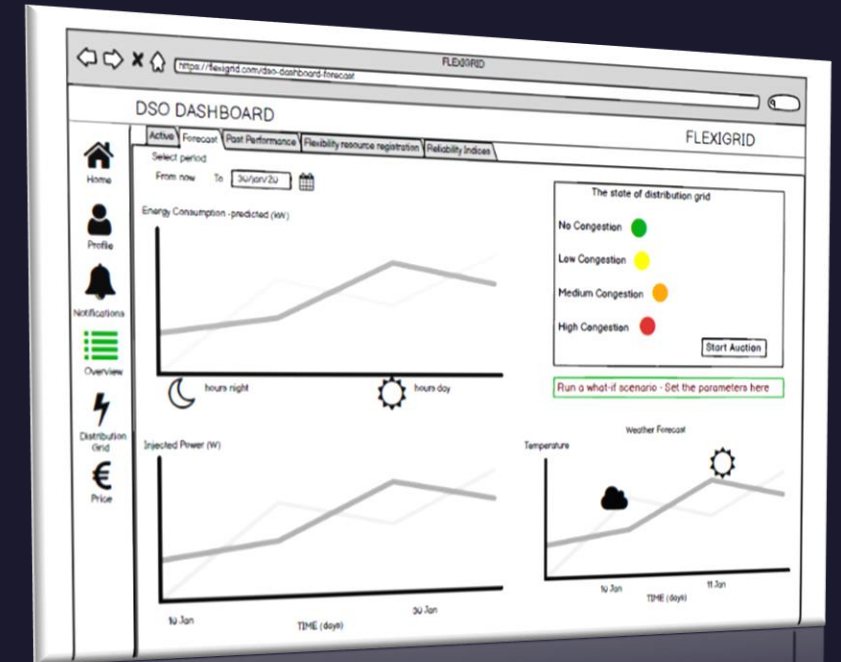 FLEXIGRID
https://flexigrid.com/dso-dashboard-forecast
DSO DASHBOARD
FLEXIGRID
Active Forecast Past Performance Flexibility resource registration Reliability Indices
Select period
From now To 30/jan/20
Home
Profile
Notifications
Overview
Distribution
Grid
€
Price
Energy Consumption -predicted (kW)
hours night hours day
The state of distribution grid
No Congestion
Low Congestion
Medium Congestion
High Congestion
Start Auction
Run a what-if scenario - Set the parameters here
Injected Power (W)
10 Jan 30 Jan
TIME (days)
Weather Forecast
Temperature
10 Jan 11 Jan
TIME (days)